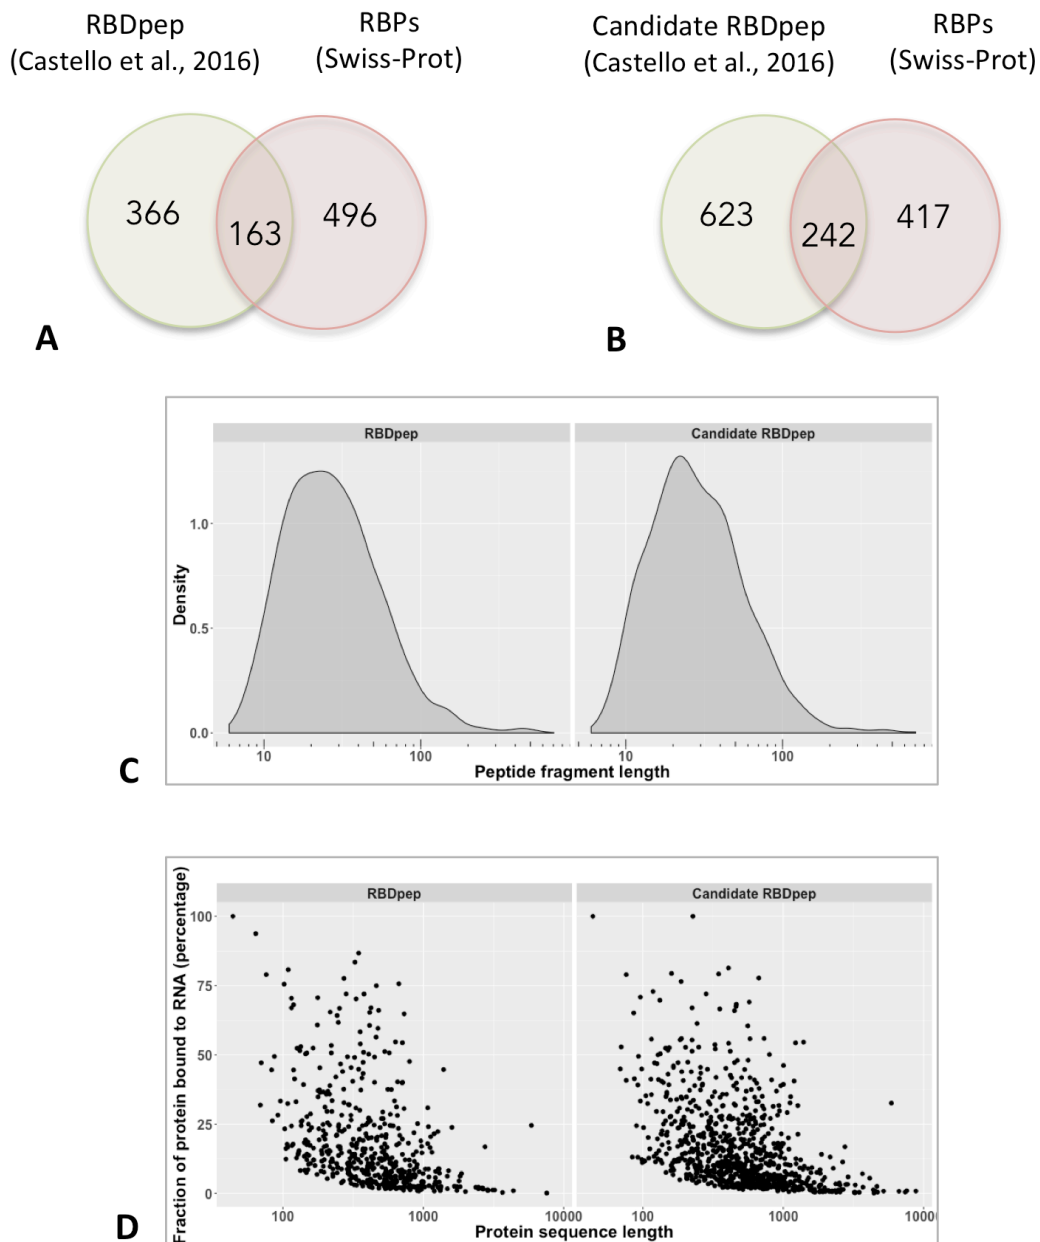 RBDpep
(Castello et al., 2016)
RBPs
(Swiss-Prot)
Candidate RBDpep
(Castello et al., 2016)
RBPs
(Swiss-Prot)
366
163
496
623
242
417
A
B
RBDpep
Candidate RBDpep
Density
1.0
0.5
0.0
10
100
10
100
Peptide fragment length
C
RBDpep
Candidate RBDpep
Fraction of protein bound to RNA (percentage)
100
75
50
25
0
100
1000
10000
100
1000
1000
Protein sequence length
D